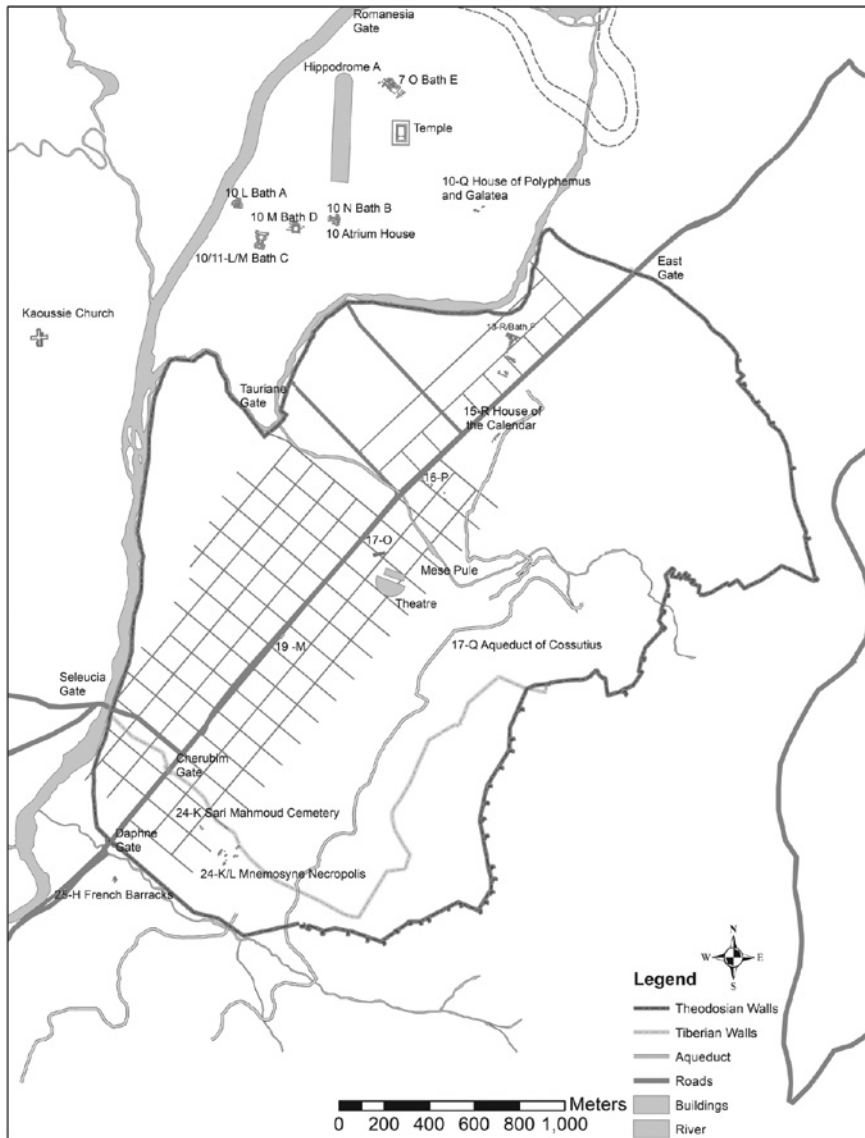 Romanesia
Gate
Hippodrome A
7 O Bath E
Temple
10-Q House of Polyphemus
and Galatea
10 L Bath A
10 M Bath D
10 N Bath B
10 Atrium House
10/11-L/M Bath C
East
Gate
Kaoussie Church
13-R/Bath F
Tauriane
Gate
15-R House of
the Calendar
16-P
17-O
Mese Pule
Theatre
19 -M
17-Q Aqueduct of Cossutius
Seleucia
Gate
Cherubim
Gate
24-K Sari Mahmoud Cemetery
Daphne
Gate
24-K/L Mnemosyne Necropolis
25-H French Barracks
N
W E
S
Legend
Theodosian Walls
Tiberian Walls
Aqueduct
Roads
Buildings
River
Meters
0 200 400 600 800 1,000